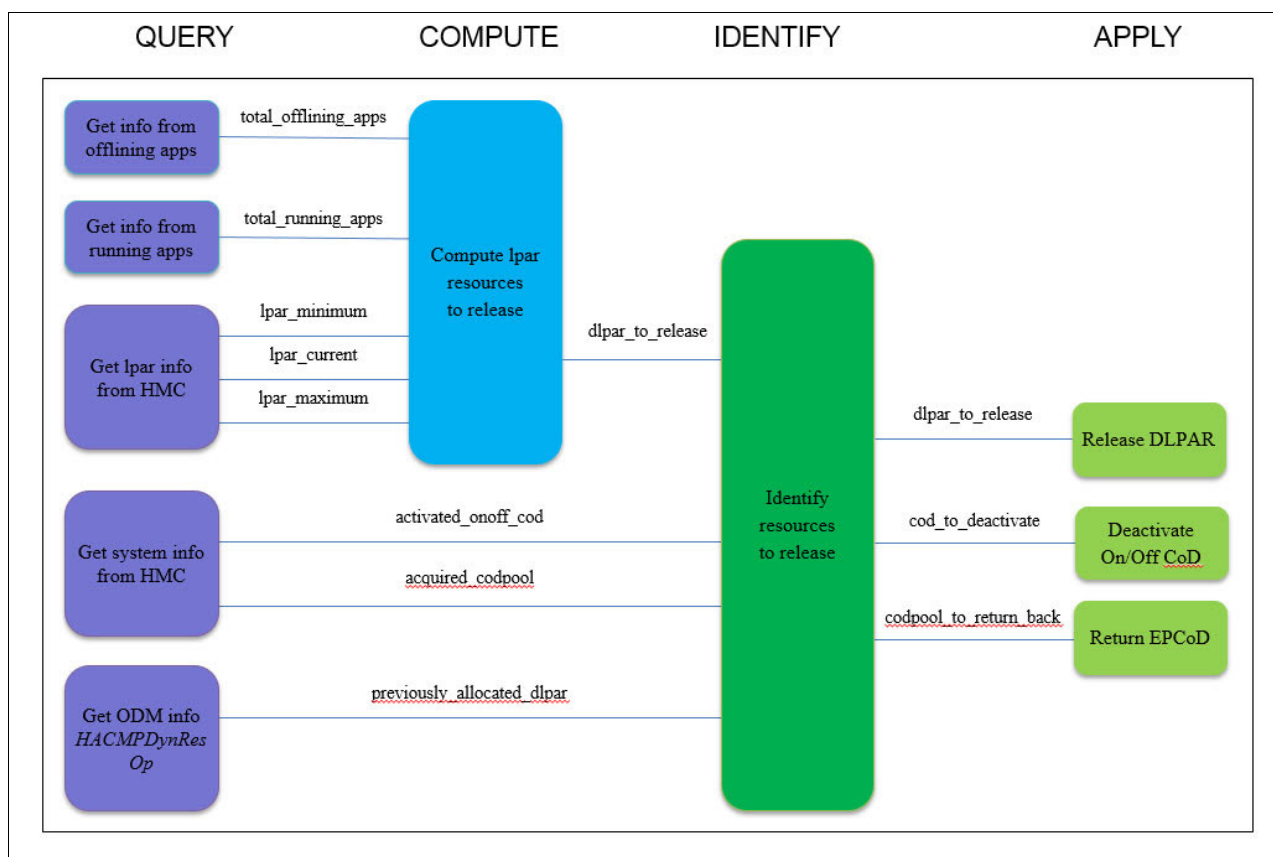 QUERY
COMPUTE
IDENTIFY
APPLY
Get info from
offlining apps
total_offlining_apps
Get info from
running apps
total_running_apps
Get lpar info
from HMC
lpar_minimum
lpar_current
lpar_maximum
Compute lpar
resources
to release
dlpar_to_release
Get system info
from HMC
activated_onoff_cod
acquired_codpool
Get ODM info
HACMPDynRes
Op
previously_allocated_dlpar
Identify
resources
to release
dlpar_to_release
Release DLPAR
cod_to_deactivate
Deactivate
On/Off CoD
codpool_to_return_back
Return EPCoD